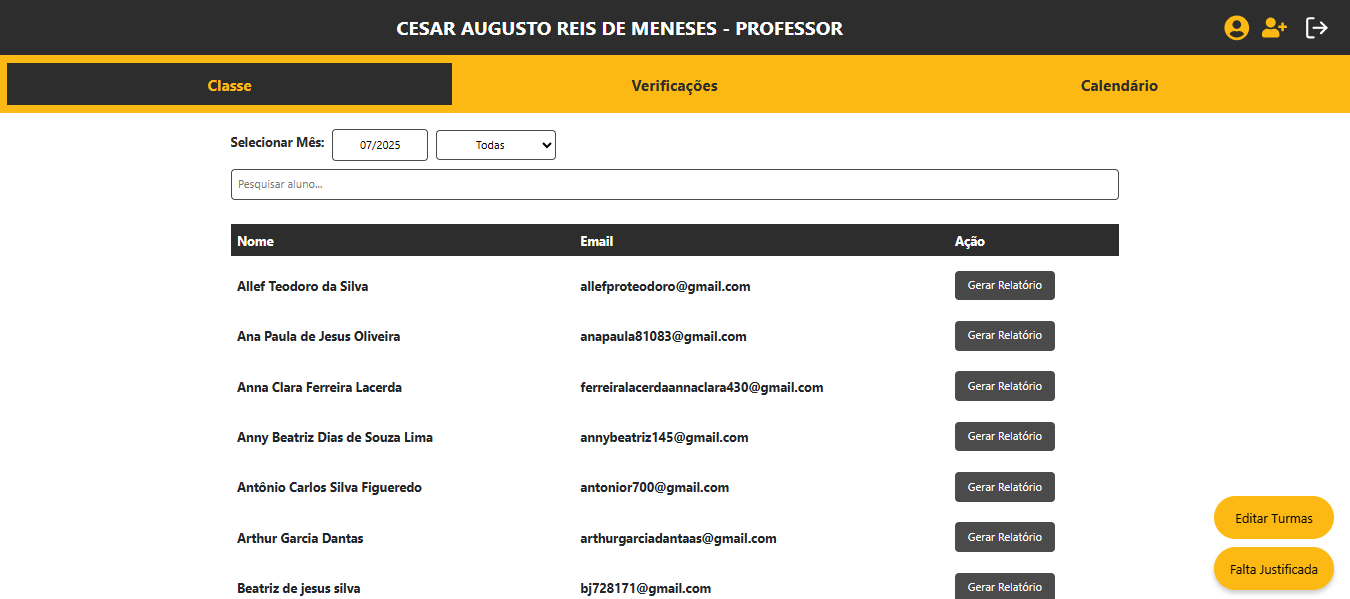 CESAR AUGUSTO REIS DE MENESES - PROFESSOR
Classe Verificações Calendário
Selecionar Mês: 07/2025 Todas
Pesquisar aluno...
Nome Email Ação
Allef Teodoro da Silva allefproteodoro@gmail.com Gerar Relatório
Ana Paula de Jesus Oliveira anapaula81083@gmail.com Gerar Relatório
Anna Clara Ferreira Lacerda ferreiralacerdaannaclara430@gmail.com Gerar Relatório
Anny Beatriz Dias de Souza Lima annybeatriz145@gmail.com Gerar Relatório
Antônio Carlos Silva Figueredo antonior700@gmail.com Gerar Relatório
Editar Turmas
Arthur Garcia Dantas arthurgarciadantaas@gmail.com Gerar Relatório
Falta Justificada
Beatriz de jesus silva bj728171@gmail.com Gerar Relatório